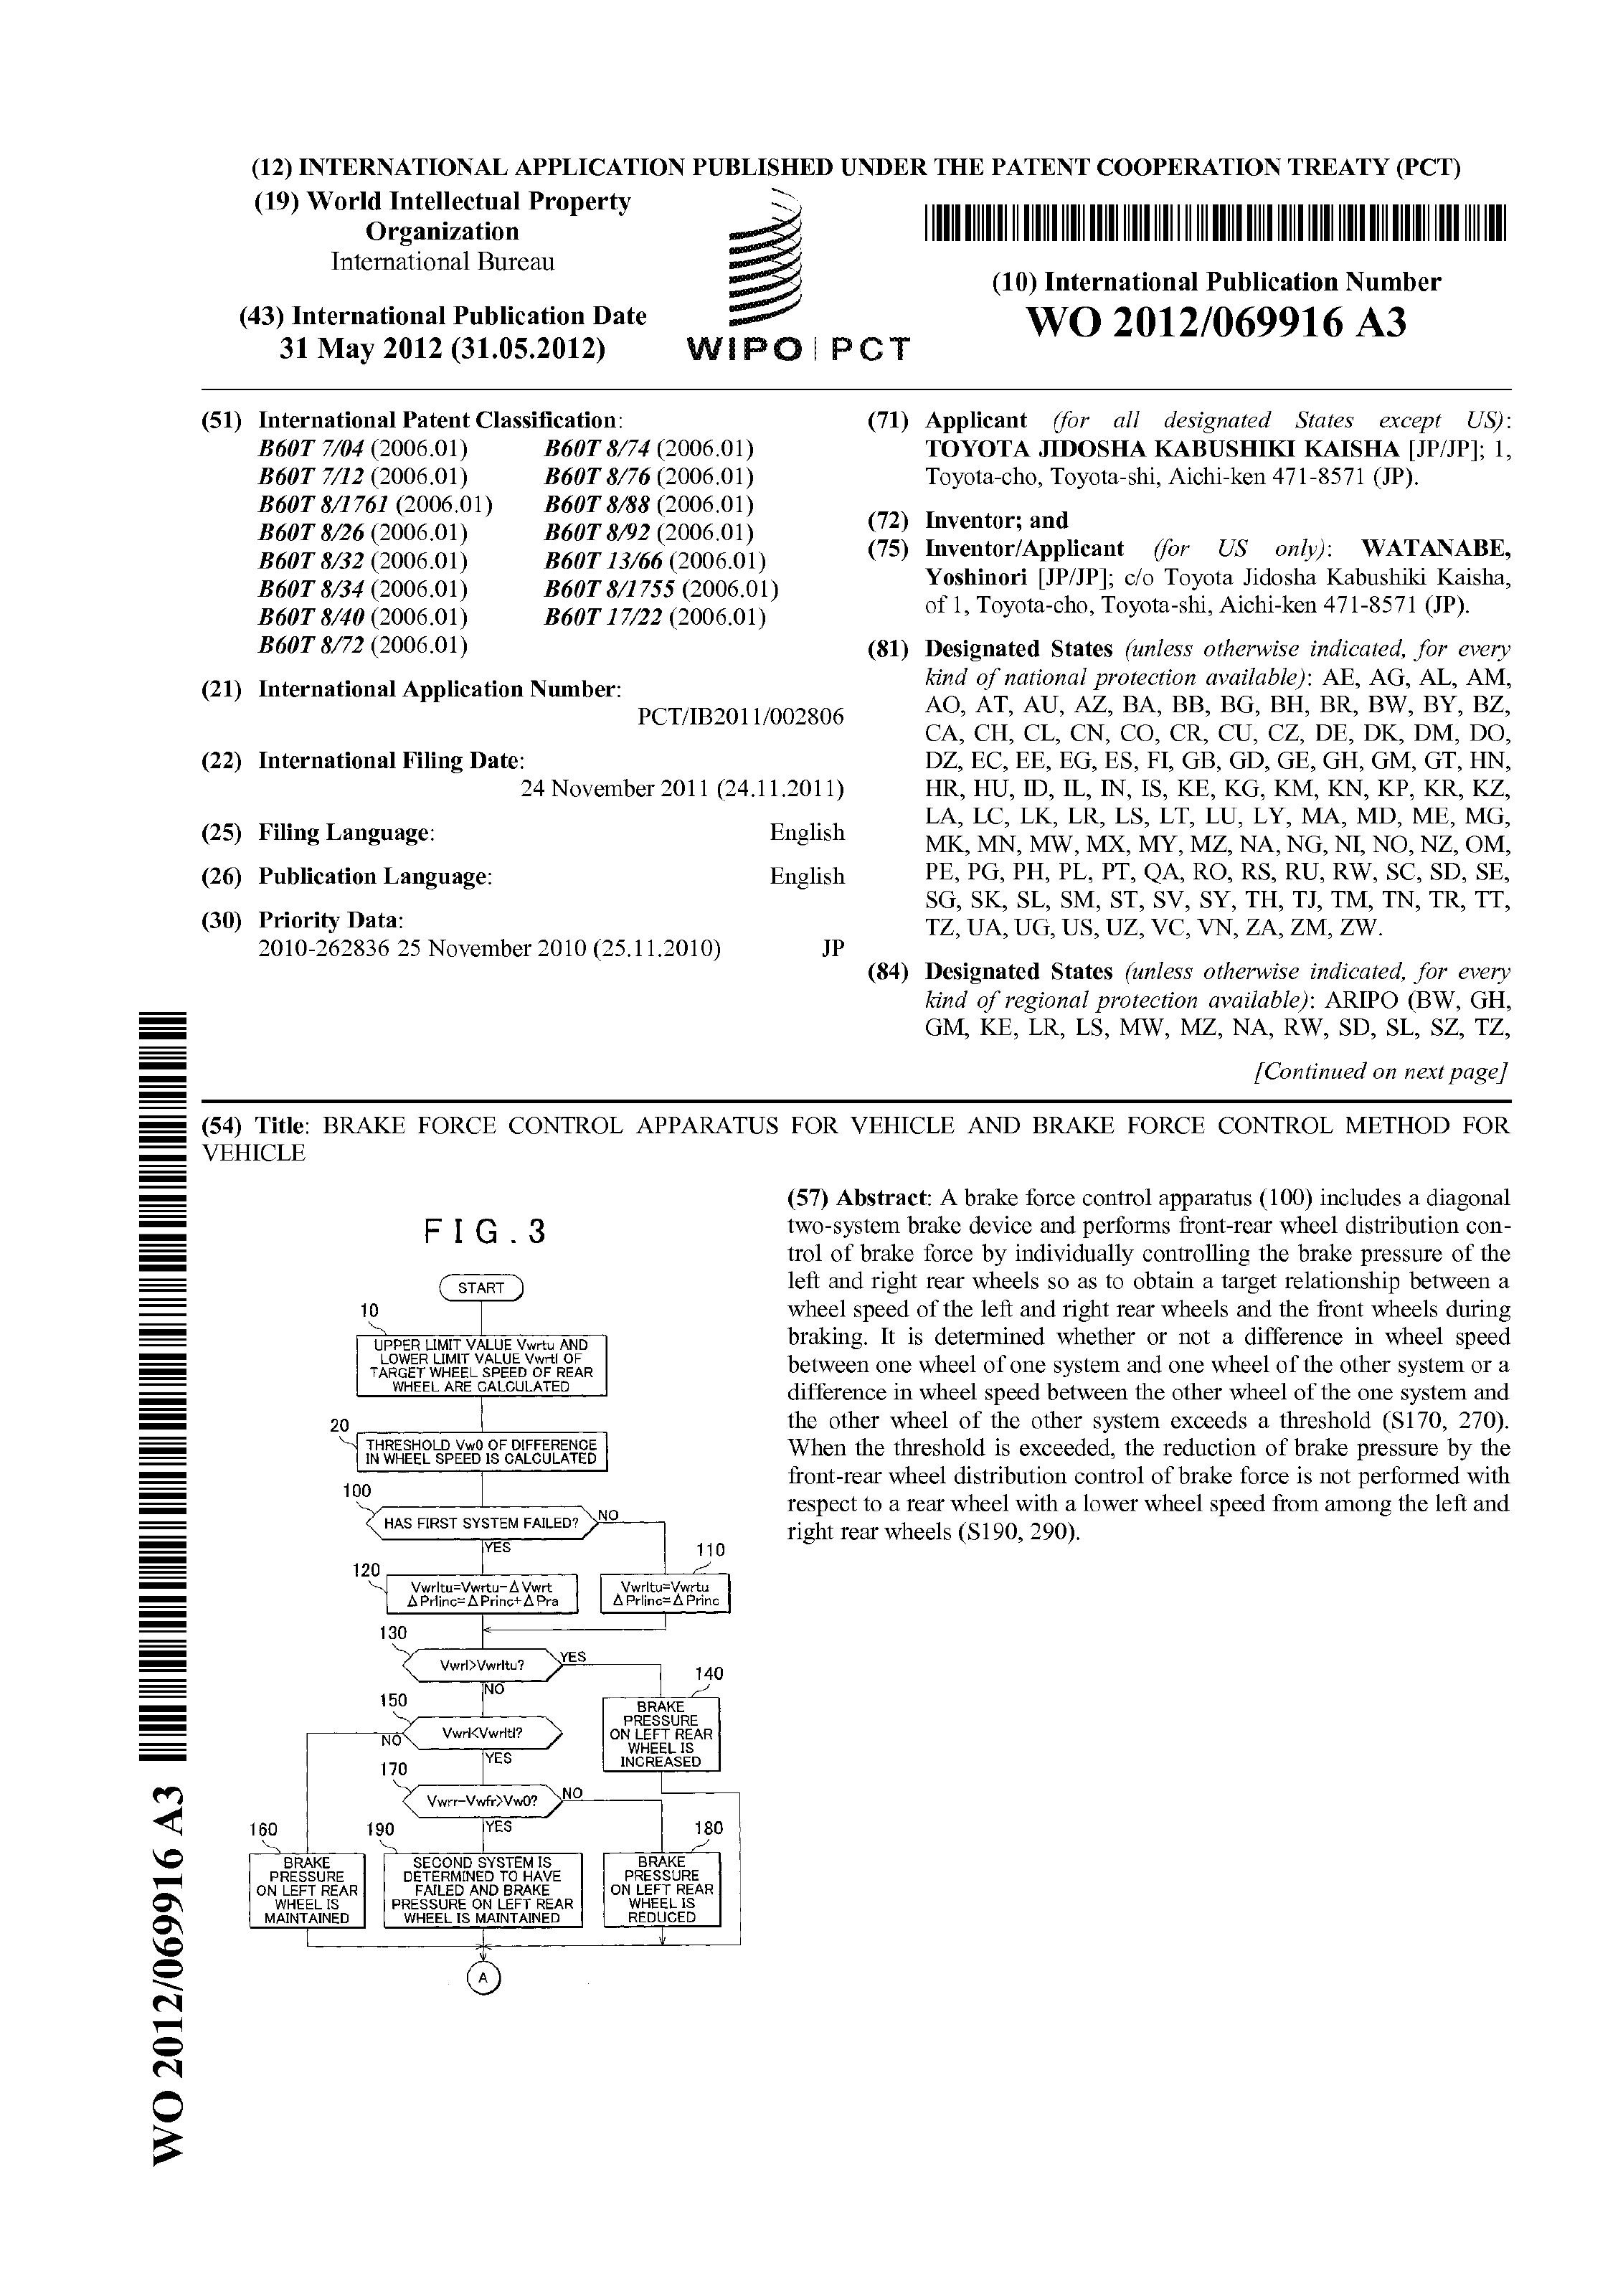 (12) INTERNATIONAL APPLICATION PUBLISHED UNDER THE PATENT COOPERATION TREATY (PCT)
(19) World Intellectual Property
Organization
International Bureau
(43) International Publication Date
31 May 2012 (31.05.2012)
WIPO | PCT
(10) International Publication Number
WO 2012/069916 A3
(51) International Patent Classification:
B60T 7/04 (2006.01) B60T 8/74 (2006.01)
B60T 7/12 (2006.01) B60T 8/76 (2006.01)
B60T 8/1761 (2006.01) B60T 8/88 (2006.01)
B60T 8/26 (2006.01) B60T 8/92 (2006.01)
B60T 8/32 (2006.01) B60T 13/66 (2006.01)
B60T 8/34 (2006.01) B60T 8/1755 (2006.01)
B60T 8/40 (2006.01) B60T 17/22 (2006.01)
B60T 8/72 (2006.01)
(21) International Application Number:
PCT/IB2011/002806
(22) International Filing Date:
24 November 2011 (24.11.2011)
(25) Filing Language: English
(26) Publication Language: English
(30) Priority Data:
2010-262836 25 November 2010 (25.11.2010) JP
(71) Applicant (for all designated States except US):
TOYOTA JIDOSHA KABUSHIKI KAISHA [JP/JP]; 1,
Toyota-cho, Toyota-shi, Aichi-ken 471-8571 (JP).
(72) Inventor; and
(75) Inventor/Applicant (for US only): WATANABE,
Yoshinori [JP/JP]; c/o Toyota Jidosha Kabushiki Kaisha,
of 1, Toyota-cho, Toyota-shi, Aichi-ken 471-8571 (JP).
(81) Designated States (unless otherwise indicated, for every
kind of national protection available): AE, AG, AL, AM,
AO, AT, AU, AZ, BA, BB, BG, BH, BR, BW, BY, BZ,
CA, CH, CL, CN, CO, CR, CU, CZ, DE, DK, DM, DO,
DZ, EC, EE, EG, ES, FI, GB, GD, GE, GH, GM, GT, HN,
HR, HU, ID, IL, IN, IS, KE, KG, KM, KN, KP, KR, KZ,
LA, LC, LK, LR, LS, LT, LU, LY, MA, MD, ME, MG,
MK, MN, MW, MX, MY, MZ, NA, NG, NI, NO, NZ, OM,
PE, PG, PH, PL, PT, QA, RO, RS, RU, RW, SC, SD, SE,
SG, SK, SL, SM, ST, SV, SY, TH, TJ, TM, TN, TR, TT,
TZ, UA, UG, US, UZ, VC, VN, ZA, ZM, ZW.
(84) Designated States (unless otherwise indicated, for every
kind of regional protection available): ARIPO (BW, GH,
GM, KE, LR, LS, MW, MZ, NA, RW, SD, SL, SZ, TZ,
[Continued on next page]
(54) Title: BRAKE FORCE CONTROL APPARATUS FOR VEHICLE AND BRAKE FORCE CONTROL METHOD FOR
VEHICLE
FIG.3
START
10
UPPER LIMIT VALUE Vwrtu AND
LOWER LIMIT VALUE Vwrtl OF
TARGET WHEEL SPEED OF REAR
WHEEL ARE CALCULATED
20
THRESHOLD Vw0 OF DIFFERENCE
IN WHEEL SPEED IS CALCULATED
100
HAS FIRST SYSTEM FAILED?
NO
YES
110
120
Vwrltu=Vwrtu-ΔVwrt
ΔPrlinc=ΔPrinc+ΔPra
Vwrltu=Vwrtu
ΔPrlinc=ΔPrinc
130
Vwrl>Vwrltu?
YES
NO
140
BRAKE
PRESSURE
ON LEFT REAR
WHEEL IS
INCREASED
150
Vwrl<Vwrltl?
NO
YES
170
Vwrr-Vwfr>Vw0?
NO
YES
160
BRAKE
PRESSURE
ON LEFT REAR
WHEEL IS
MAINTAINED
190
SECOND SYSTEM IS
DETERMINED TO HAVE
FAILED AND BRAKE
PRESSURE ON LEFT REAR
WHEEL IS MAINTAINED
180
BRAKE
PRESSURE
ON LEFT REAR
WHEEL IS
REDUCED
A
(57) Abstract: A brake force control apparatus (100) includes a diagonal
two-system brake device and performs front-rear wheel distribution con-
trol of brake force by individually controlling the brake pressure of the
left and right rear wheels so as to obtain a target relationship between a
wheel speed of the left and right rear wheels and the front wheels during
braking. It is determined whether or not a difference in wheel speed
between one wheel of one system and one wheel of the other system or a
difference in wheel speed between the other wheel of the one system and
the other wheel of the other system exceeds a threshold (S170, 270).
When the threshold is exceeded, the reduction of brake pressure by the
front-rear wheel distribution control of brake force is not performed with
respect to a rear wheel with a lower wheel speed from among the left and
right rear wheels (S190, 290).
WO 2012/069916 A3